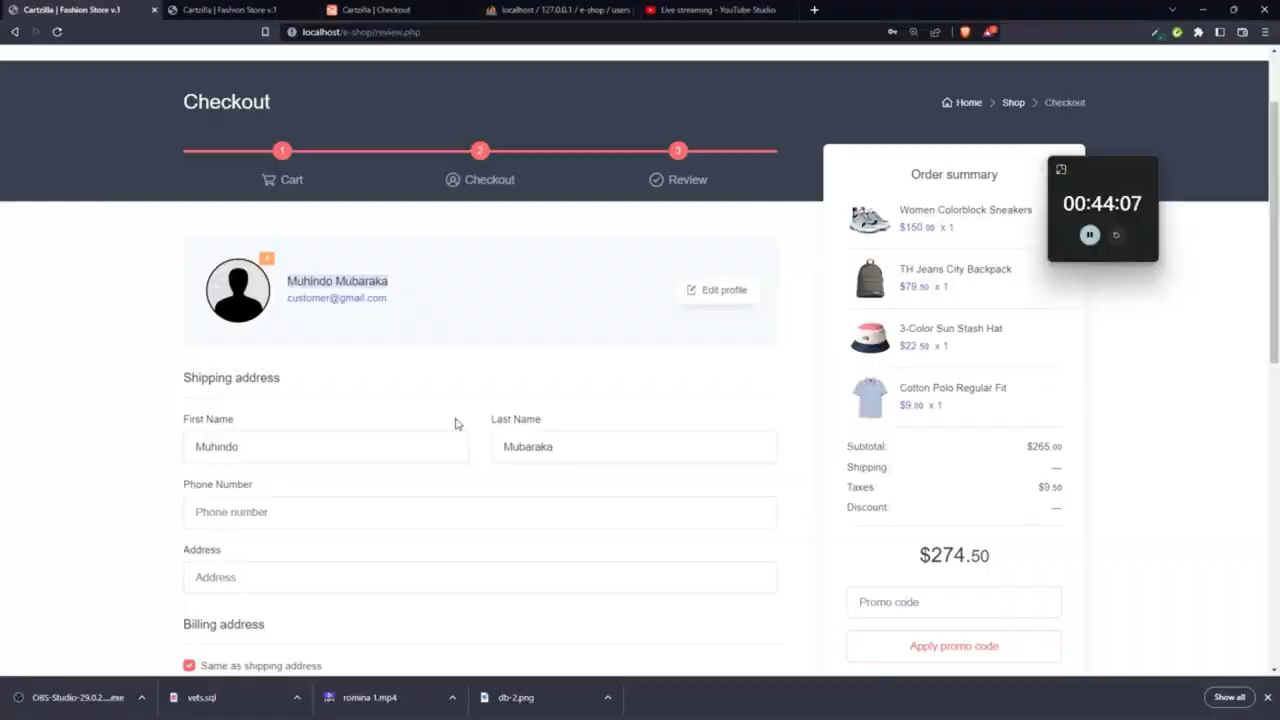 Cartzilla | Fashion Store v.1
Cartzilla | Fashion Store v.1
Cartzilla | Checkout
localhost / 127.0.0.1 / e-shop / users
Live streaming - YouTube Studio
localhost/e-shop/review.php
Checkout
Home
Shop
Checkout
1
2
3
Cart
Checkout
Review
Muhindo Mubaraka
customer@gmail.com
Edit profile
Shipping address
First Name
Last Name
Muhindo
Mubaraka
Phone Number
Phone number
Address
Address
Billing address
Same as shipping address
Order summary
Women Colorblock Sneakers
$150.00 x 1
TH Jeans City Backpack
$79.50 x 1
3-Color Sun Stash Hat
$22.50 x 1
Cotton Polo Regular Fit
$9.00 x 1
Subtotal: $265.00
Shipping: —
Taxes: $9.50
Discount: —
$274.50
Promo code
Apply promo code
00:44:07
OBS-Studio-29.0.2....exe
vets.sql
romina 1.mp4
db-2.png
Show all